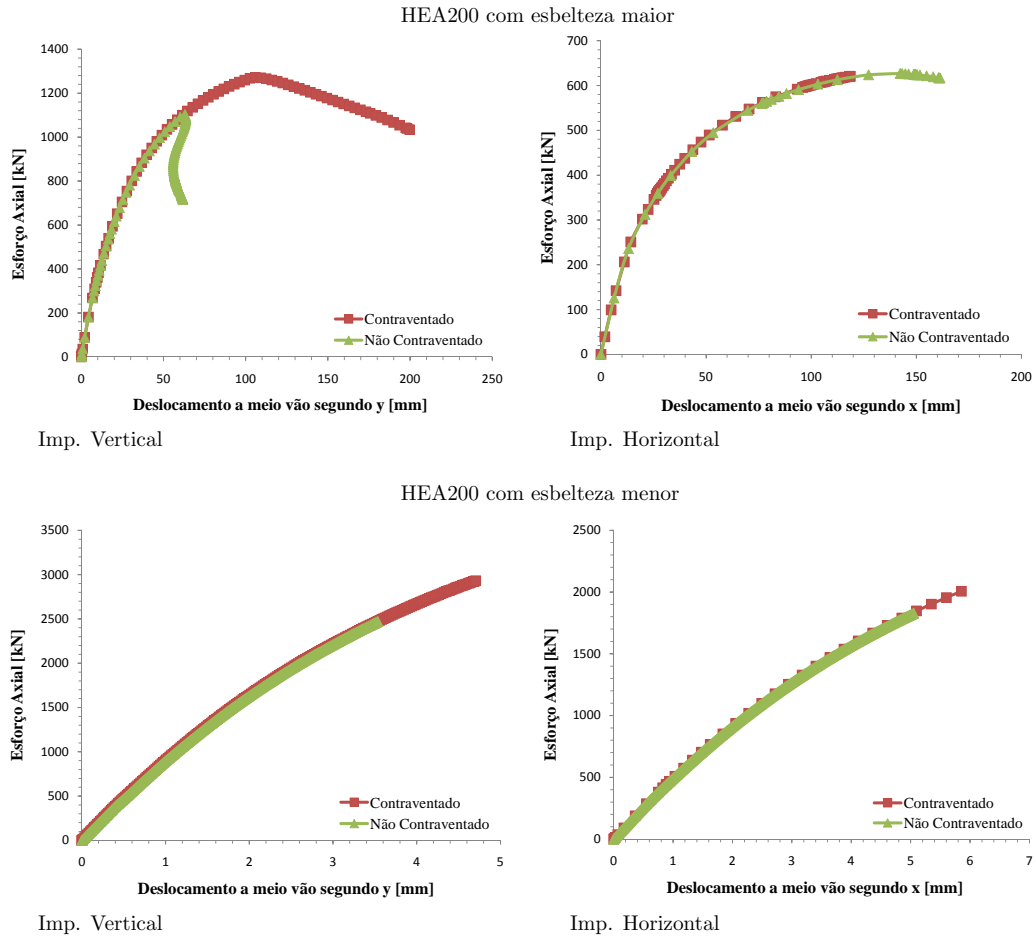 HEA200 com esbelteza maior
1400
1200
1000
800
600
400
200
0
Esforço Axial [kN]
Contraventado
Não Contraventado
0 50 100 150 200 250
Deslocamento a meio vão segundo y [mm]
Imp. Vertical
700
600
500
400
300
200
100
0
Esforço Axial [kN]
Contraventado
Não Contraventado
0 50 100 150 200
Deslocamento a meio vão segundo x [mm]
Imp. Horizontal
HEA200 com esbelteza menor
3500
3000
2500
2000
1500
1000
500
0
Esforço Axial [kN]
Contraventado
Não Contraventado
0 1 2 3 4 5
Deslocamento a meio vão segundo y [mm]
Imp. Vertical
2500
2000
1500
1000
500
0
Esforço Axial [kN]
Contraventado
Não Contraventado
0 1 2 3 4 5 6 7
Deslocamento a meio vão segundo x [mm]
Imp. Horizontal